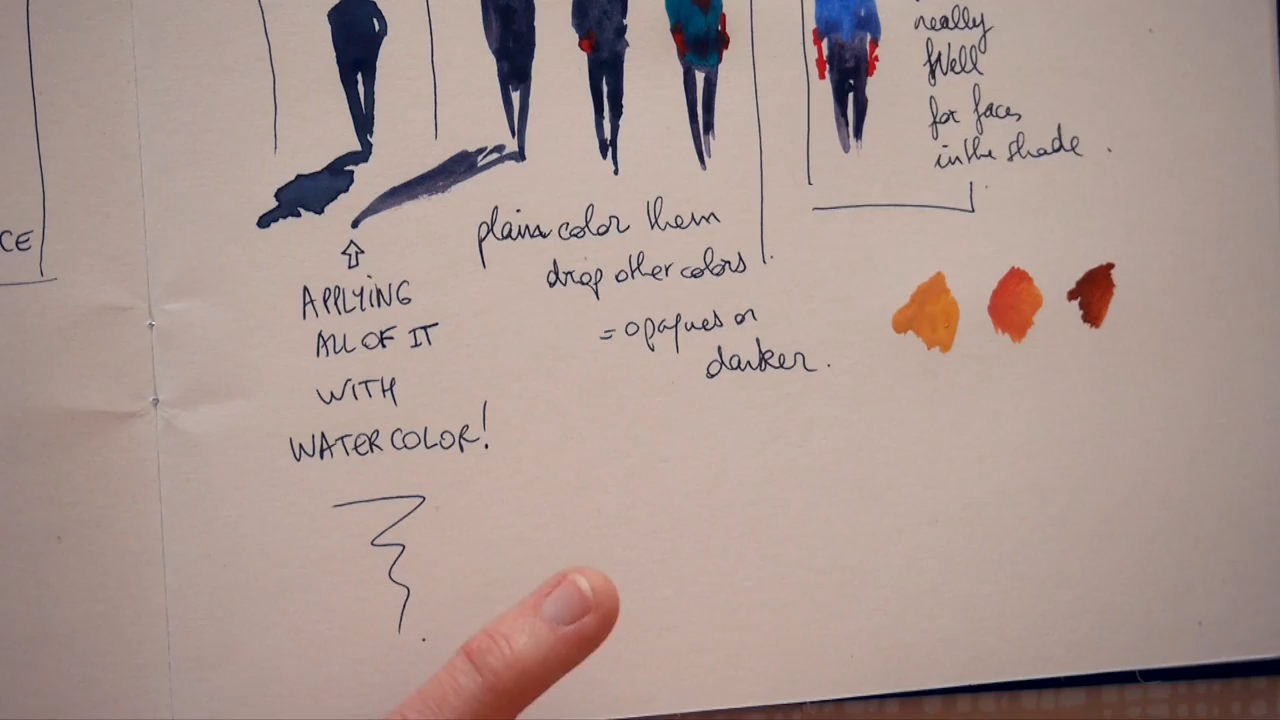 CE
APPLYING
ALL OF IT
WITH
WATERCOLOR!
plain color them
drop other colors
= opaques or
darker.
really
Well
for faces
in the shade.